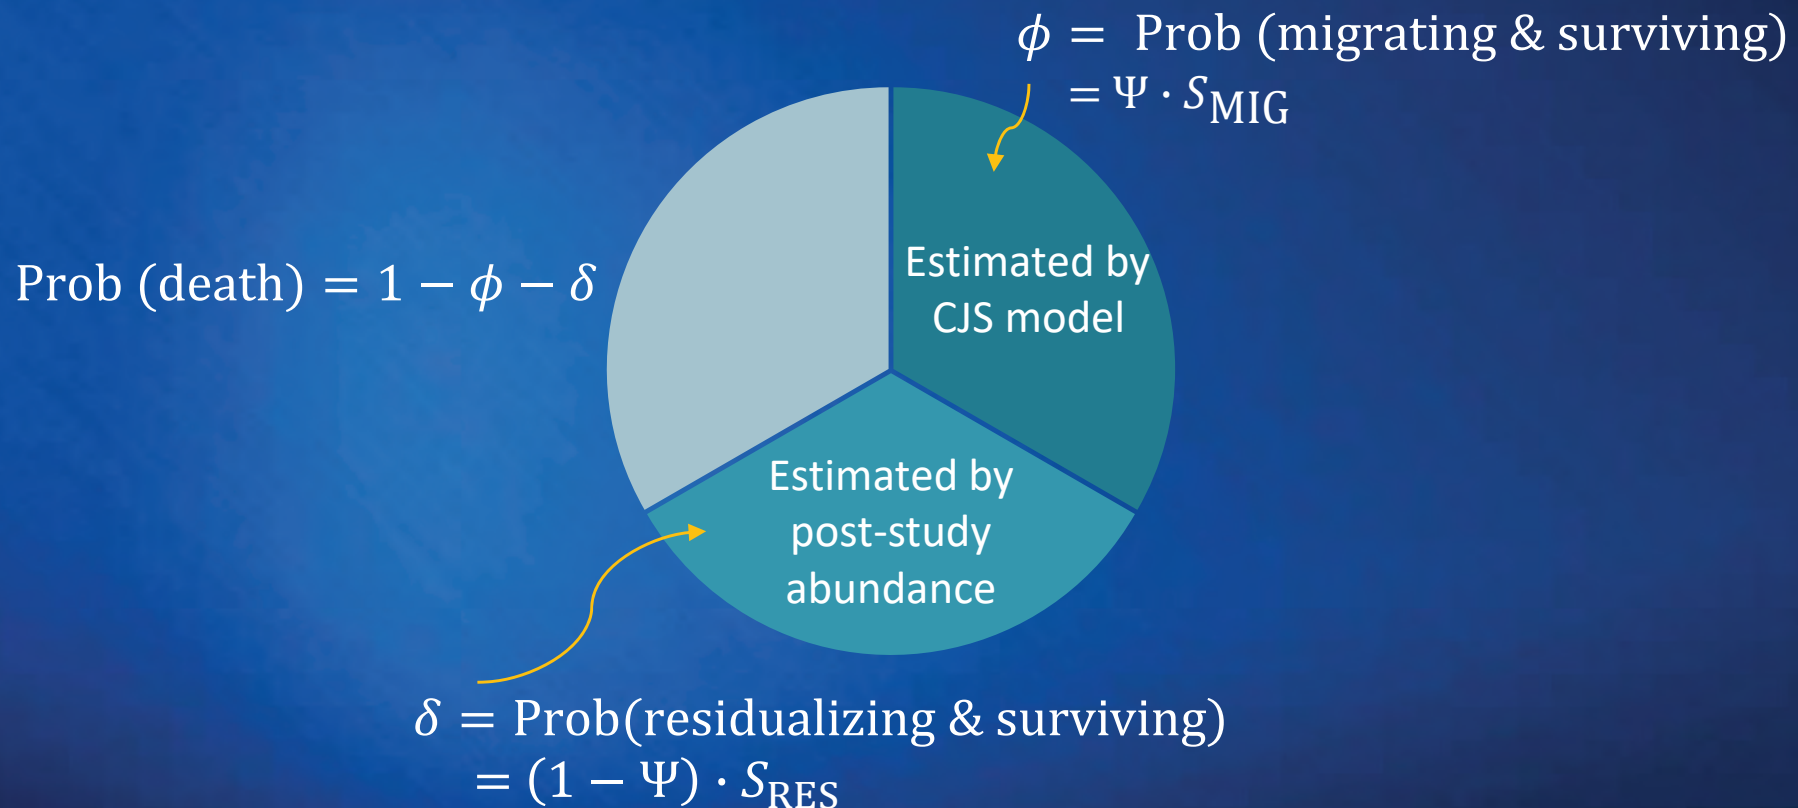 ϕ = Prob (migrating & surviving)
= Ψ · S_MIG
Prob (death) = 1 − ϕ − δ
Estimated by
CJS model
Estimated by
post-study
abundance
δ = Prob(residualizing & surviving)
= (1 − Ψ) · S_RES